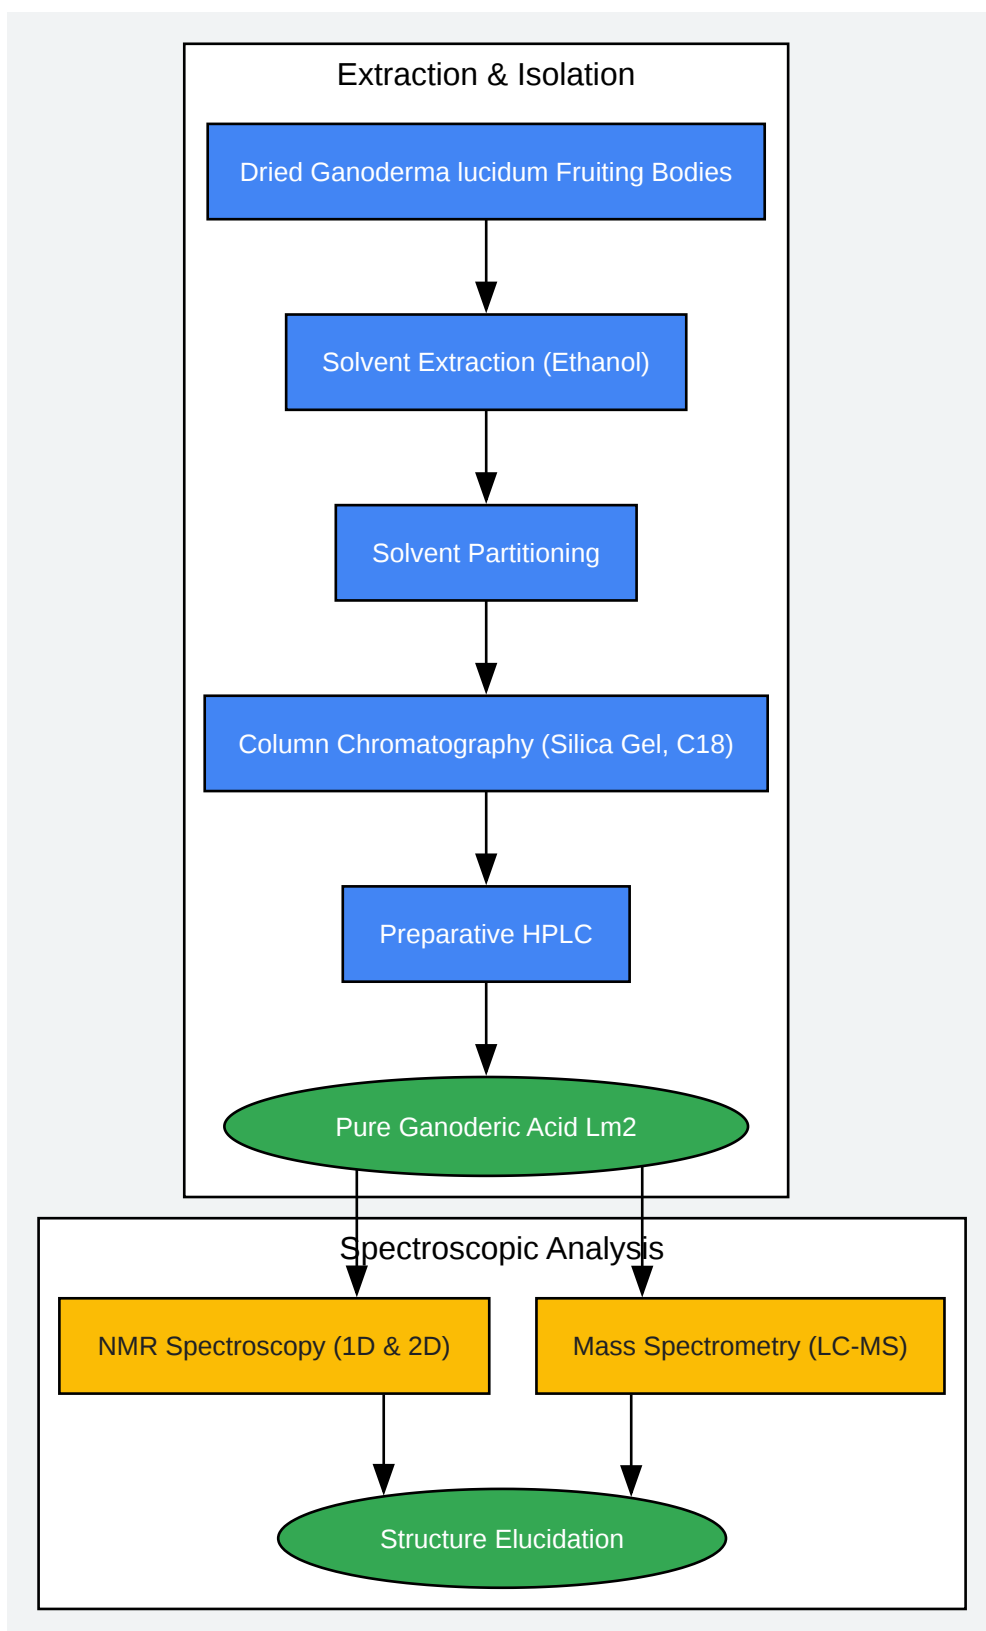 Extraction & Isolation
Dried Ganoderma lucidum Fruiting Bodies
Solvent Extraction (Ethanol)
Solvent Partitioning
Column Chromatography (Silica Gel, C18)
Preparative HPLC
Pure Ganoderic Acid Lm2
Spectroscopic Analysis
NMR Spectroscopy (1D & 2D)
Mass Spectrometry (LC-MS)
Structure Elucidation